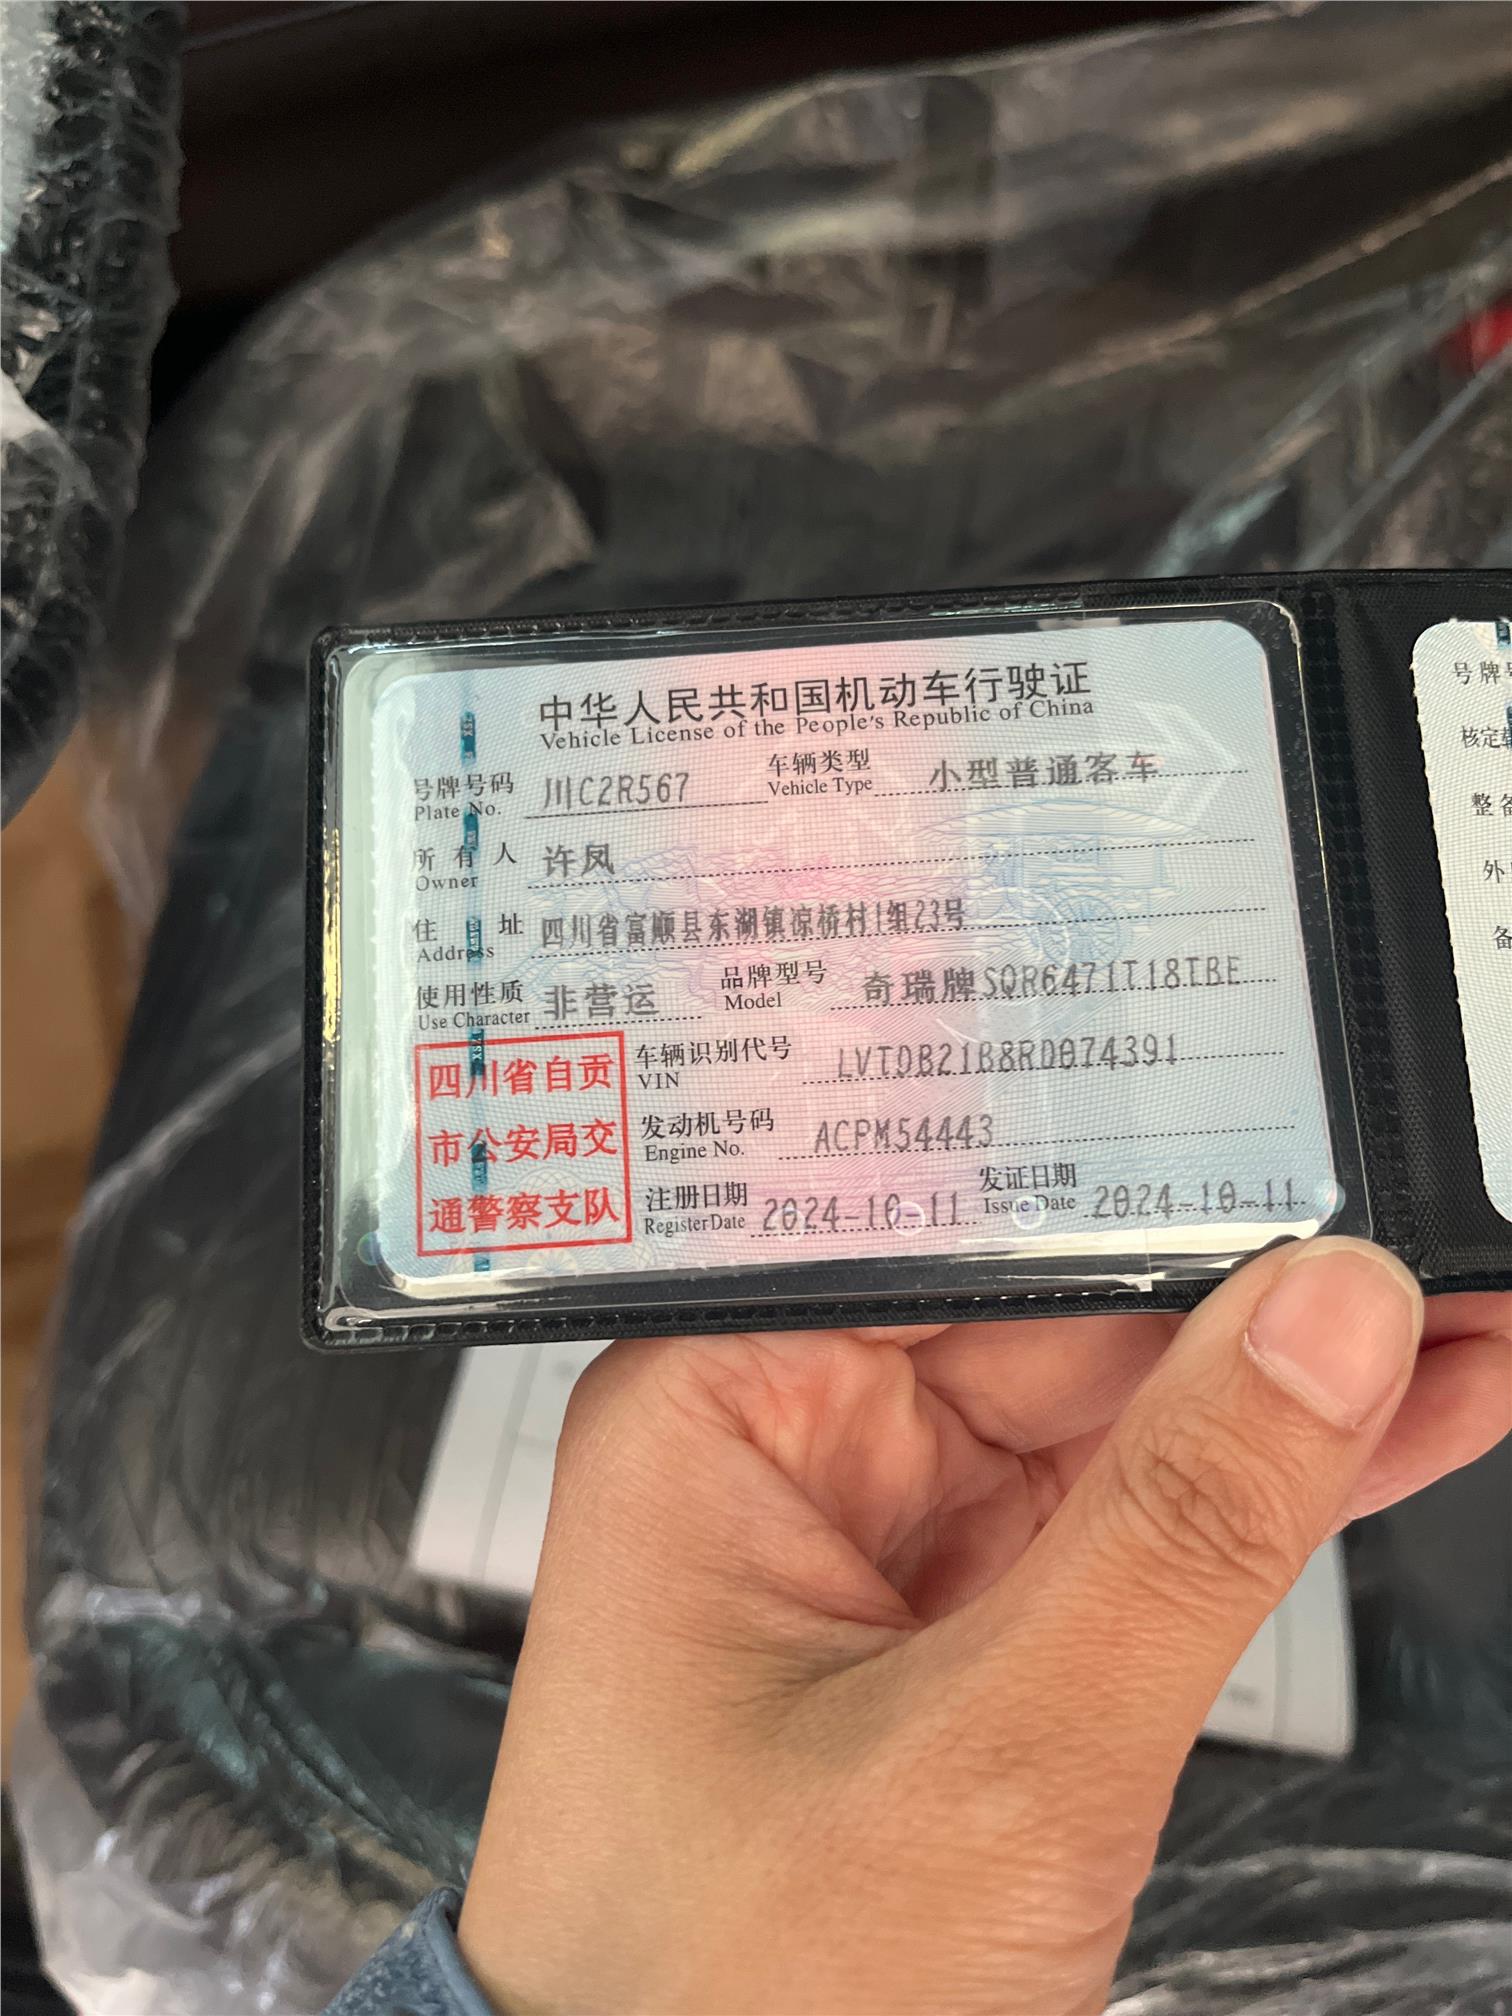 中华人民共和国机动车行驶证
Vehicle License of the People's Republic of China
号牌号码 川C2R567 车辆类型 小型普通客车
Plate No. Vehicle Type
所有人 许凤
Owner
住址 四川省富顺县东湖镇凉桥村1组23号
Address
使用性质 非营运 品牌型号 奇瑞牌SQR6471T18TBE
Use Character Model
四川省自贡
市公安局交
通警察支队
车辆识别代号 LVTDB21B8RD074391
VIN
发动机号码 ACPM54443
Engine No.
注册日期 2024-10-11 发证日期 2024-10-11
Register Date Issue Date
号牌
核定
整备
外
备